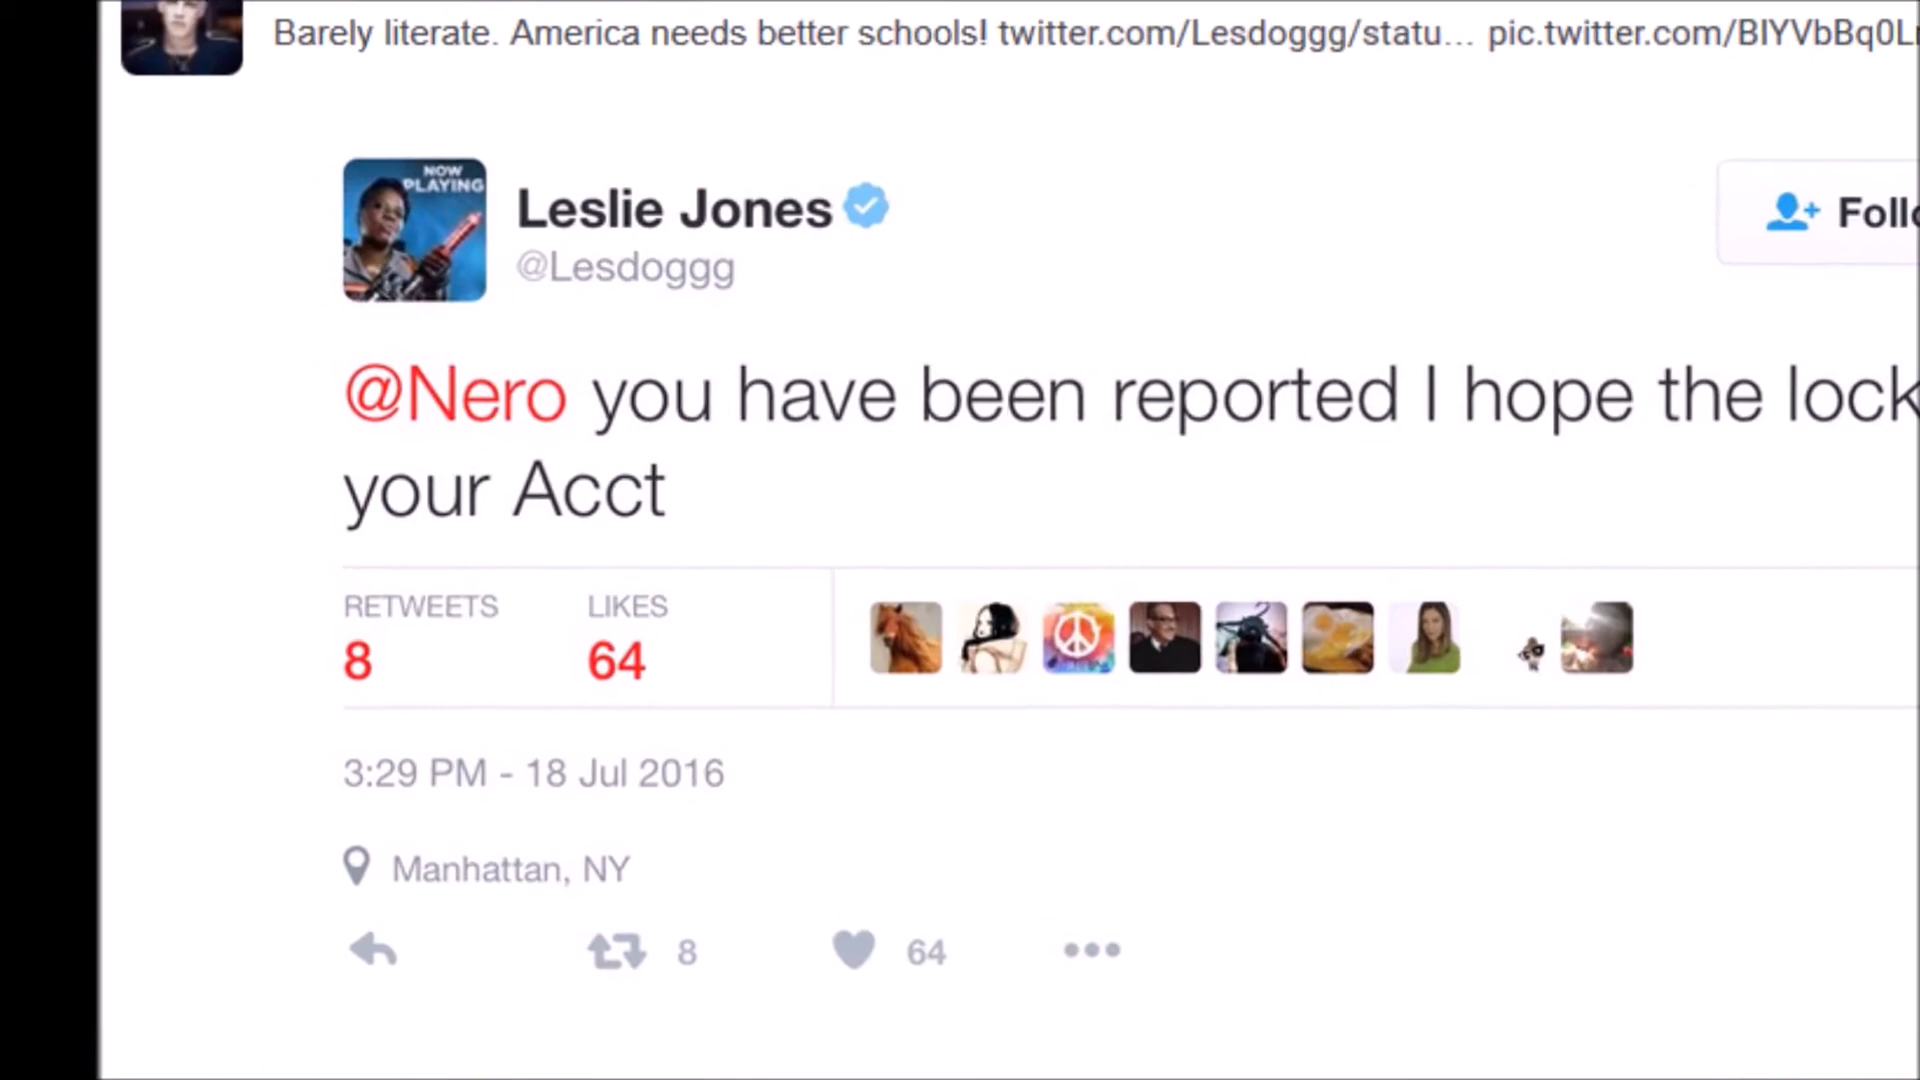 Barely literate. America needs better schools! twitter.com/Lesdoggg/statu... pic.twitter.com/BIYVbBq0L
NOW
PLAYING
Leslie Jones
@Lesdoggg
Follo
@Nero you have been reported I hope the lock
your Acct
RETWEETS LIKES
8 64
3:29 PM - 18 Jul 2016
Manhattan, NY
8 64